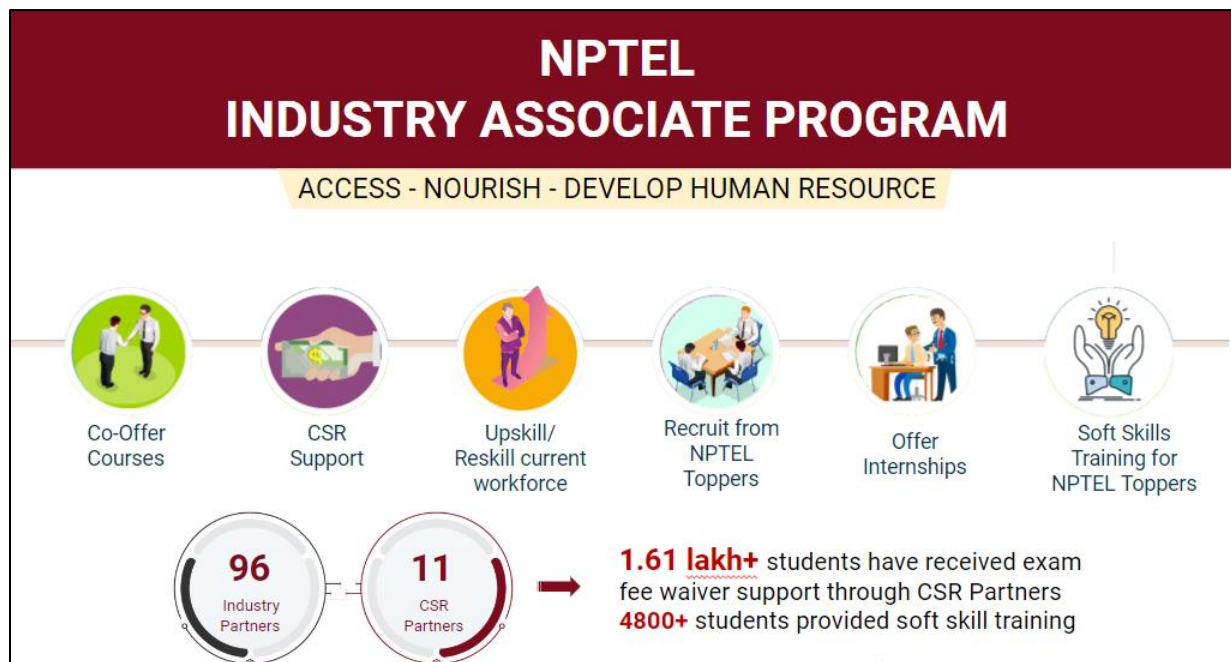 NPTEL
INDUSTRY ASSOCIATE PROGRAM
ACCESS - NOURISH - DEVELOP HUMAN RESOURCE
Co-Offer
Courses
CSR
Support
Upskill/
Reskill current
workforce
Recruit from
NPTEL
Toppers
Offer
Internships
Soft Skills
Training for
NPTEL Toppers
96
Industry
Partners
11
CSR
Partners
1.61 lakh+ students have received exam
fee waiver support through CSR Partners
4800+ students provided soft skill training